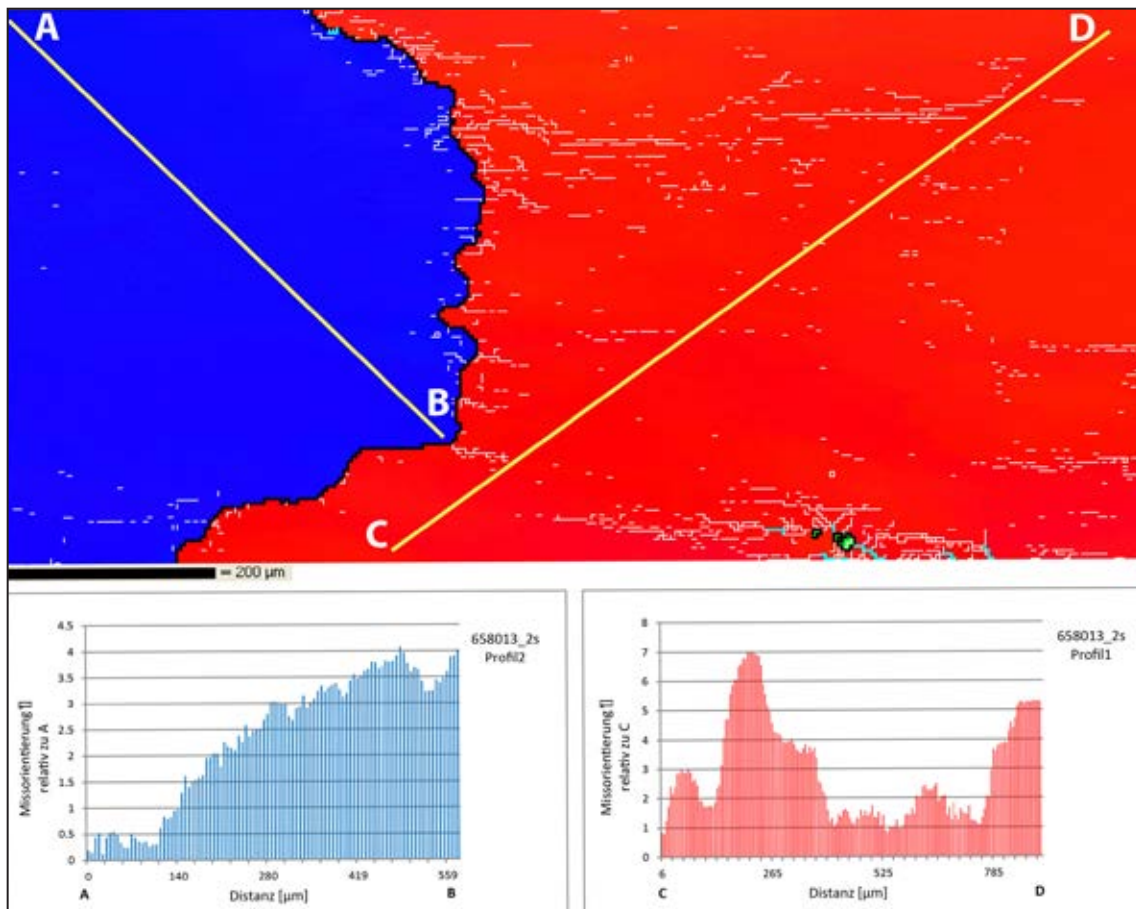 A
D
B
C
= 200 µm
4.5
4
3.5
3
2.5
2
1.5
1
0.5
0
Missorientierung¶]
relativ zu A
0 140 280 419 559
A Distanz [µm] B
658013_2s
Profil2
8
7
6
5
4
3
2
1
0
Missorientierung¶]
relativ zu C
6 265 525 785
C Distanz [µm] D
658013_2s
Profil1